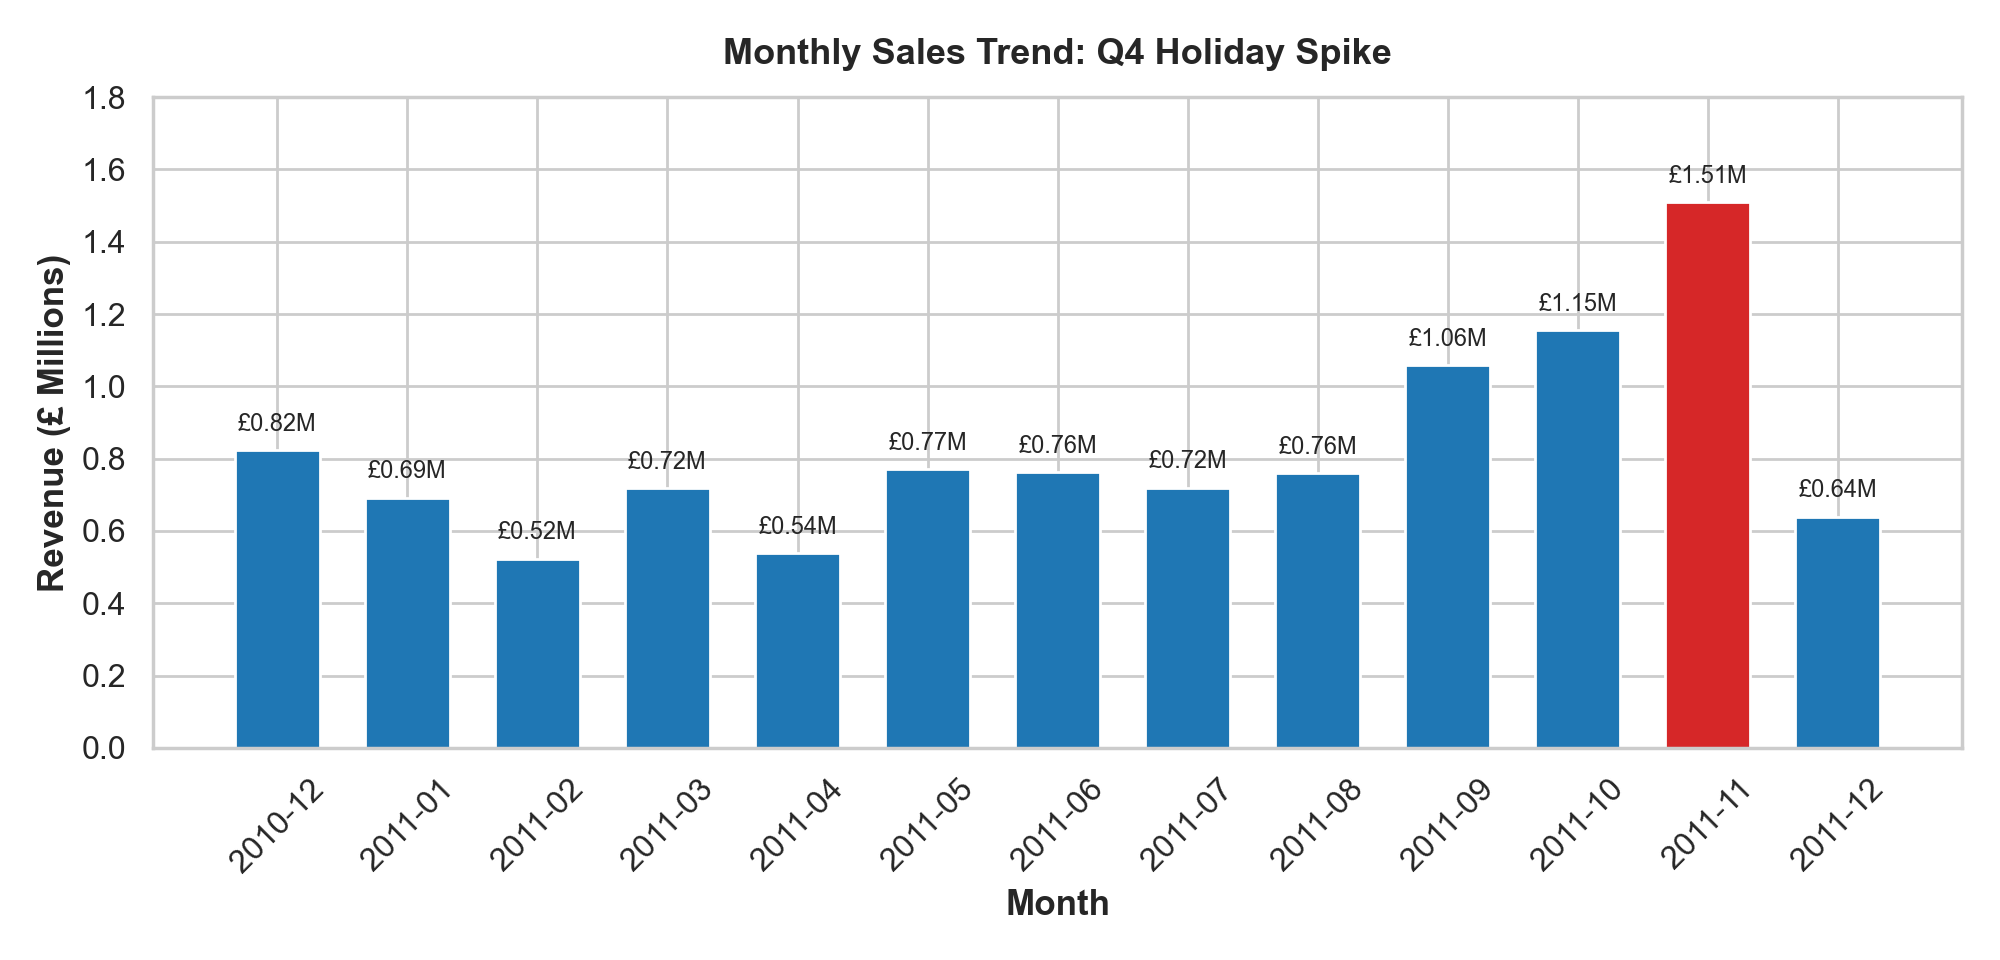 Monthly Sales Trend: Q4 Holiday Spike
Revenue (£ Millions)
1.8
1.6
1.4
1.2
1.0
0.8
0.6
0.4
0.2
0.0
£0.82M
£0.69M
£0.52M
£0.72M
£0.54M
£0.77M
£0.76M
£0.72M
£0.76M
£1.06M
£1.15M
£1.51M
£0.64M
2010-12
2011-01
2011-02
2011-03
2011-04
2011-05
2011-06
2011-07
2011-08
2011-09
2011-10
2011-11
2011-12
Month